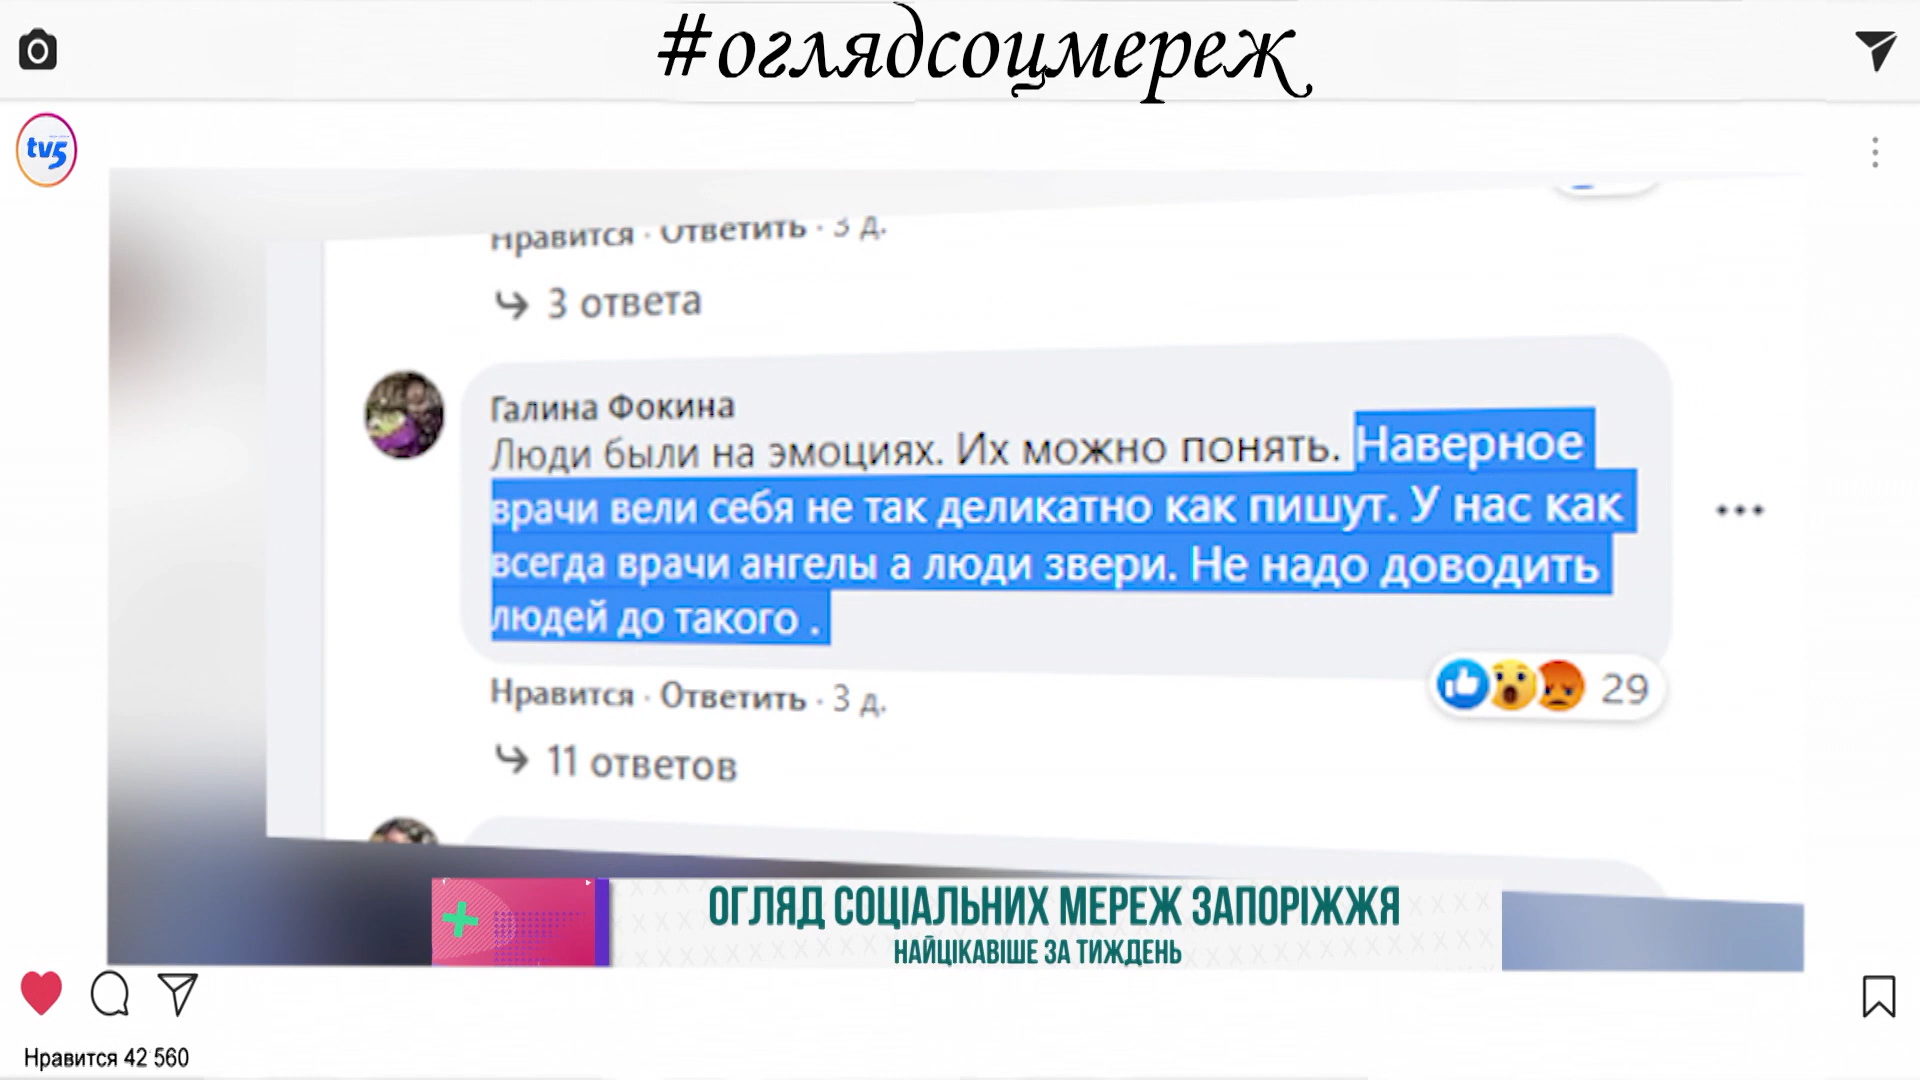 #оглядсоцмереж
tv5
Нравится · Ответить · 3 д.
3 ответа
Галина Фокина
Люди были на эмоциях. Их можно понять. Наверное
врачи вели себя не так деликатно как пишут. У нас как
всегда врачи ангелы а люди звери. Не надо доводить
людей до такого .
29
Нравится · Ответить · 3 д.
11 ответов
ОГЛЯД СОЦІАЛЬНИХ МЕРЕЖ ЗАПОРІЖЖЯ
НАЙЦІКАВІШЕ ЗА ТИЖДЕНЬ
Нравится 42 560